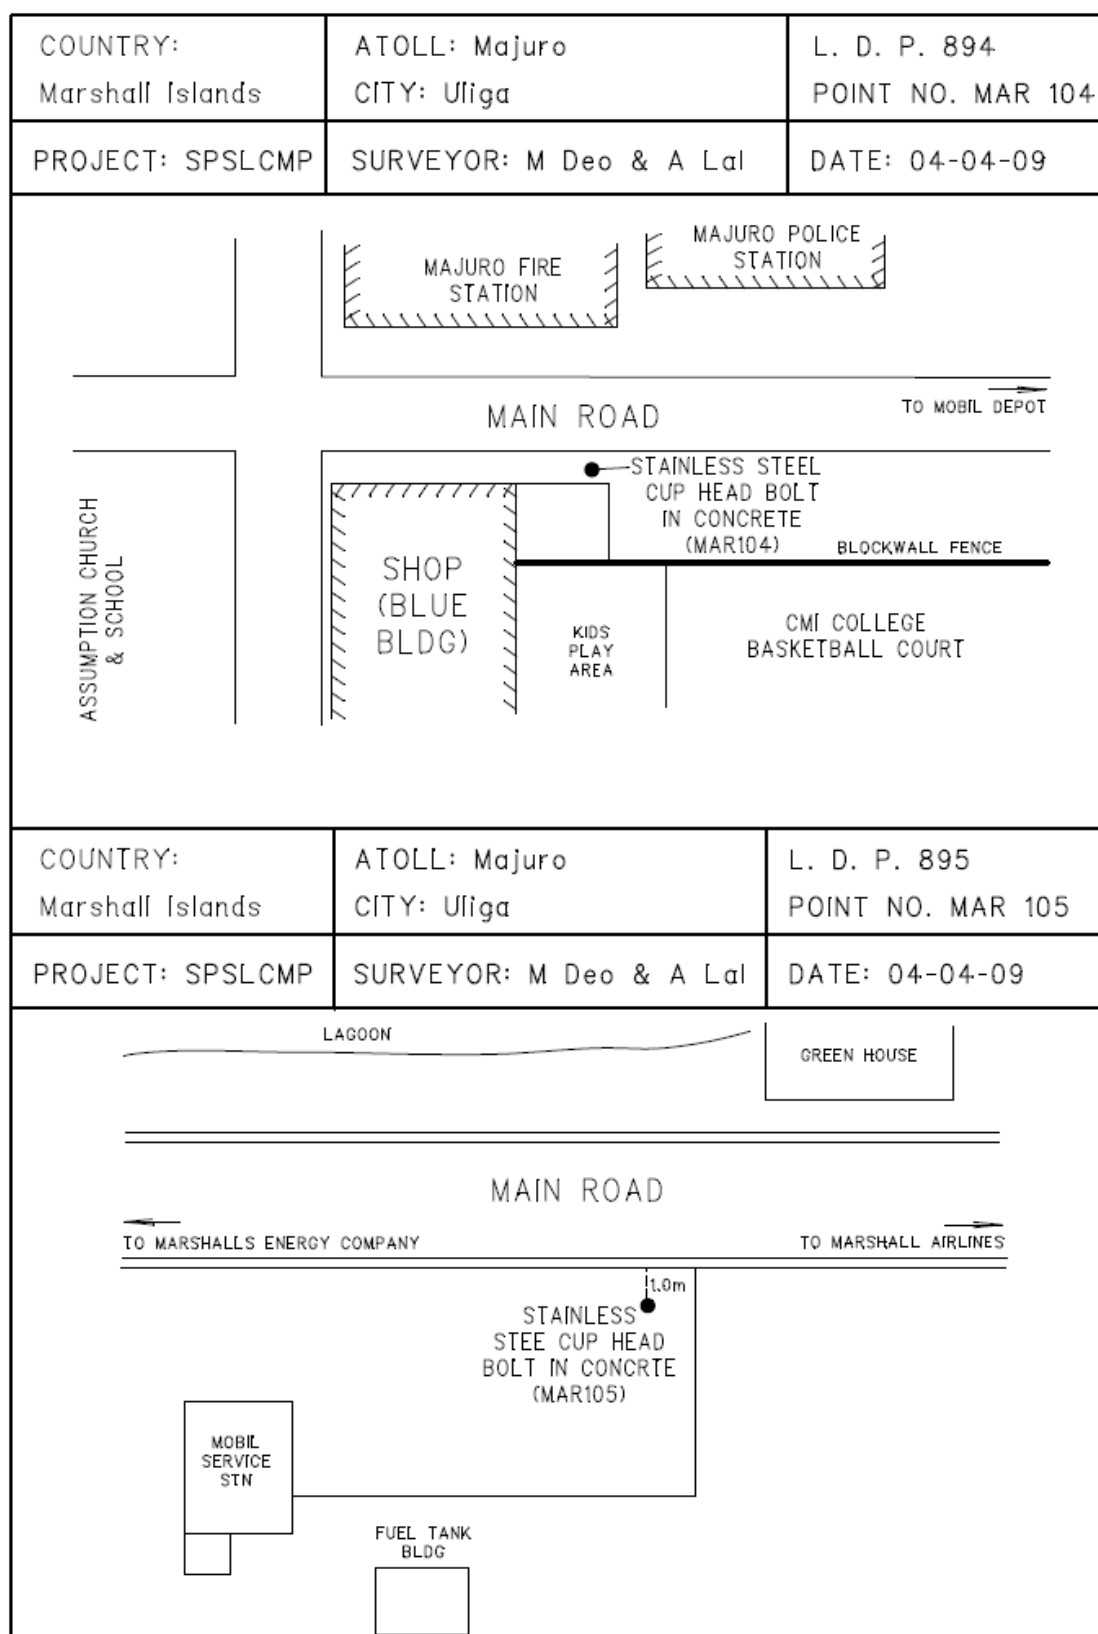 COUNTRY:
Marshall Islands
ATOLL: Majuro
CITY: Uliga
L. D. P. 894
POINT NO. MAR 104
PROJECT: SPSLCMP
SURVEYOR: M Deo & A Lal
DATE: 04-04-09
MAJURO FIRE
STATION
MAJURO POLICE
STATION
MAIN ROAD
TO MOBIL DEPOT
STAINLESS STEEL
CUP HEAD BOLT
IN CONCRETE
(MAR104)
BLOCKWALL FENCE
ASSUMPTION CHURCH
& SCHOOL
SHOP
(BLUE
BLDG)
KIDS
PLAY
AREA
CMI COLLEGE
BASKETBALL COURT
COUNTRY:
Marshall Islands
ATOLL: Majuro
CITY: Uliga
L. D. P. 895
POINT NO. MAR 105
PROJECT: SPSLCMP
SURVEYOR: M Deo & A Lal
DATE: 04-04-09
LAGOON
GREEN HOUSE
MAIN ROAD
TO MARSHALLS ENERGY COMPANY
TO MARSHALL AIRLINES
1.0m
STAINLESS
STEE CUP HEAD
BOLT IN CONCRTE
(MAR105)
MOBIL
SERVICE
STN
FUEL TANK
BLDG